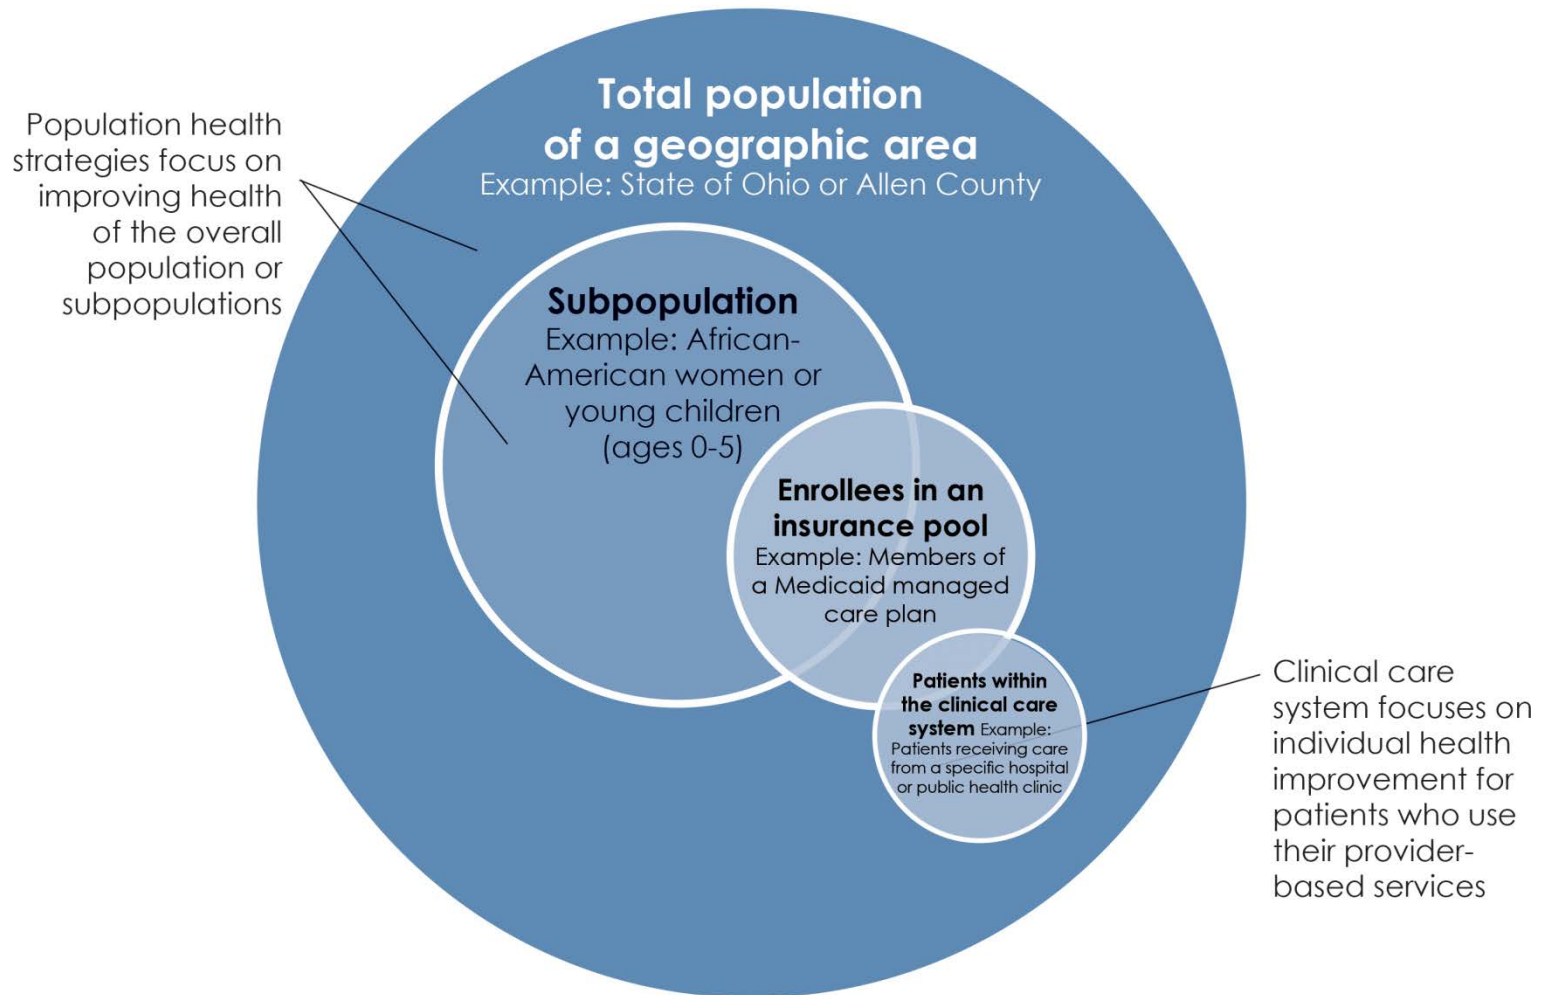 Population health
strategies focus on
improving health
of the overall
population or
subpopulations
Total population
of a geographic area
Example: State of Ohio or Allen County
Subpopulation
Example: African-
American women or
young children
(ages 0-5)
Enrollees in an
insurance pool
Example: Members of
a Medicaid managed
care plan
Patients within
the clinical care
system Example:
Patients receiving care
from a specific hospital
or public health clinic
Clinical care
system focuses on
individual health
improvement for
patients who use
their provider-
based services